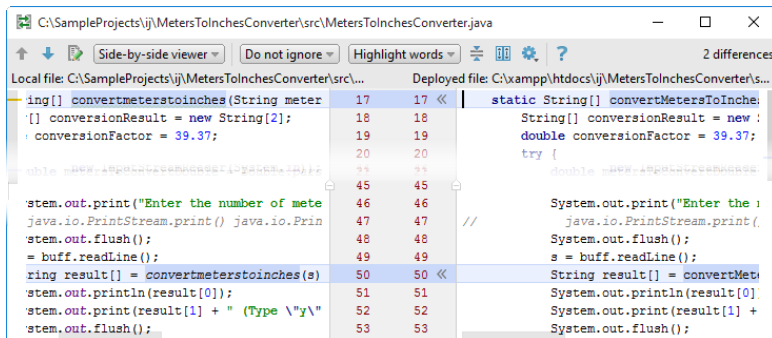 C:\SampleProjects\ij\MetersToInchesConverter\src\MetersToInchesConverter.java
Side-by-side viewer Do not ignore Highlight words ? 2 differences
Local file: C:\SampleProjects\ij\MetersToInchesConverter\src\... Deployed file: C:\xampp\htdocs\ij\MetersToInchesConverter\s...
ring[] convertmeterstoinches(String meter 17 17 « static String[] convertMetersToInche
r[] conversionResult = new String[2]; 18 18 String[] conversionResult = new
conversionFactor = 39.37; 19 19 double conversionFactor = 39.37;
20 20 try {
45 45
ystem.out.print("Enter the number of mete 46 46 System.out.print("Enter the
java.io.PrintStream.print() java.io.Prin 47 47 // java.io.PrintStream.print(
ystem.out.flush(); 48 48 System.out.flush();
= buff.readLine(); 49 49 s = buff.readLine();
tring result[] = convertmeterstoinches(s) 50 50 « String result[] = convertMet
ystem.out.println(result[0]); 51 51 System.out.println(result[0]
ystem.out.print(result[1] + " (Type \"y\" 52 52 System.out.print(result[1] +
ystem.out.flush(); 53 53 System.out.flush();